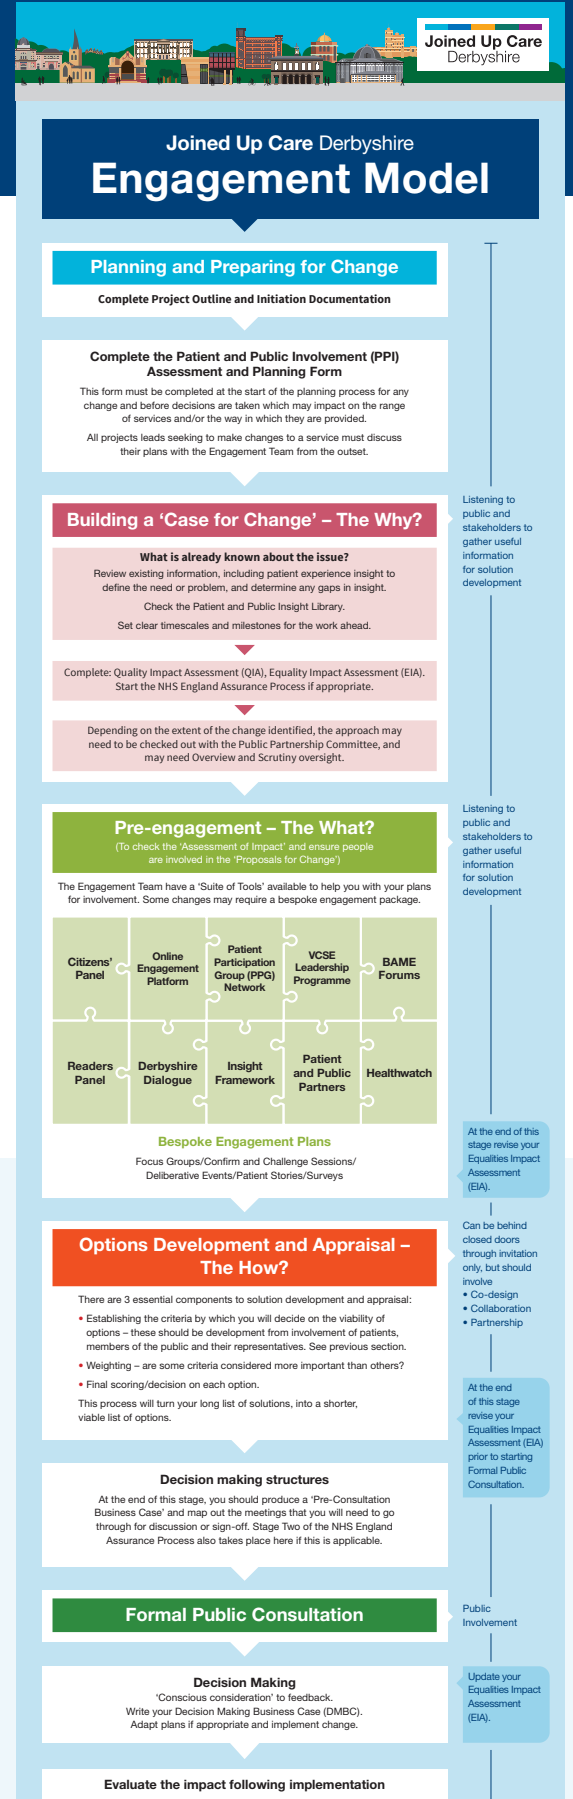 Joined Up Care
Derbyshire
Joined Up Care Derbyshire
Engagement Model
Planning and Preparing for Change
Complete Project Outline and Initiation Documentation
Complete the Patient and Public Involvement (PPI)
Assessment and Planning Form
This form must be completed at the start of the planning process for any
change and before decisions are taken which may impact on the range
of services and/or the way in which they are provided.
All projects leads seeking to make changes to a service must discuss
their plans with the Engagement Team from the outset.
Building a ‘Case for Change’ – The Why?
What is already known about the issue?
Review existing information, including patient experience insight to
define the need or problem, and determine any gaps in insight.
Check the Patient and Public Insight Library.
Set clear timescales and milestones for the work ahead.
Complete: Quality Impact Assessment (QIA), Equality Impact Assessment (EIA).
Start the NHS England Assurance Process if appropriate.
Depending on the extent of the change identified, the approach may
need to be checked out with the Public Partnership Committee, and
may need Overview and Scrutiny oversight.
Listening to
public and
stakeholders to
gather useful
information
for solution
development
Pre-engagement – The What?
(To check the ‘Assessment of Impact’ and ensure people
are involved in the ‘Proposals for Change’)
The Engagement Team have a ‘Suite of Tools’ available to help you with your plans
for involvement. Some changes may require a bespoke engagement package.
Citizens’
Panel
Online
Engagement
Platform
Patient
Participation
Group (PPG)
Network
VCSE
Leadership
Programme
BAME
Forums
Readers
Panel
Derbyshire
Dialogue
Insight
Framework
Patient
and Public
Partners
Healthwatch
Bespoke Engagement Plans
Focus Groups/Confirm and Challenge Sessions/
Deliberative Events/Patient Stories/Surveys
Listening to
public and
stakeholders to
gather useful
information
for solution
development
At the end of this
stage revise your
Equalities Impact
Assessment
(EIA).
Options Development and Appraisal –
The How?
There are 3 essential components to solution development and appraisal:
• Establishing the criteria by which you will decide on the viability of
options – these should be development from involvement of patients,
members of the public and their representatives. See previous section.
• Weighting – are some criteria considered more important than others?
• Final scoring/decision on each option.
This process will turn your long list of solutions, into a shorter,
viable list of options.
Can be behind
closed doors
through invitation
only, but should
involve
• Co-design
• Collaboration
• Partnership
At the end
of this stage
revise your
Equalities Impact
Assessment (EIA)
prior to starting
Formal Public
Consultation.
Decision making structures
At the end of this stage, you should produce a ‘Pre-Consultation
Business Case’ and map out the meetings that you will need to go
through for discussion or sign-off. Stage Two of the NHS England
Assurance Process also takes place here if this is applicable.
Formal Public Consultation
Public
Involvement
Decision Making
‘Conscious consideration’ to feedback.
Write your Decision Making Business Case (DMBC).
Adapt plans if appropriate and implement change.
Update your
Equalities Impact
Assessment
(EIA).
Evaluate the impact following implementation